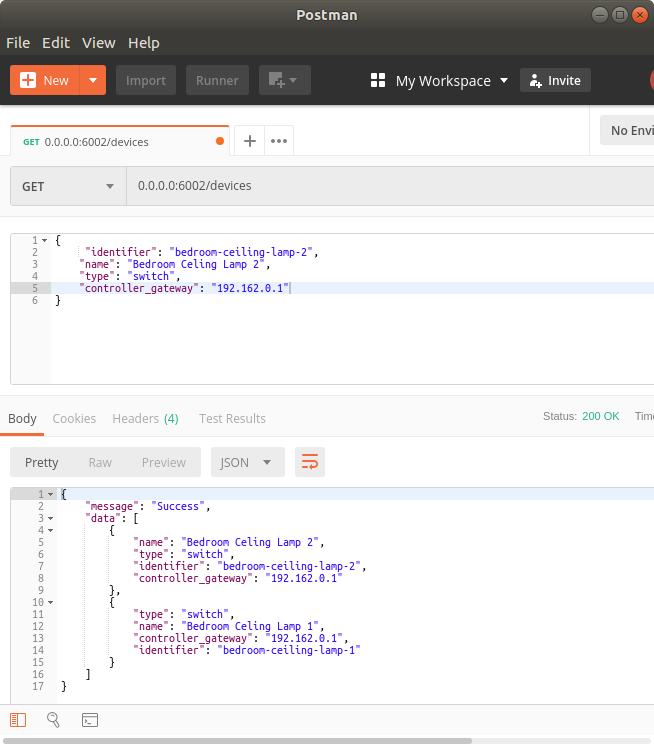 Postman
File Edit View Help
New Import Runner My Workspace Invite
GET 0.0.0.0:6002/devices No Envi
GET 0.0.0.0:6002/devices
1 {
2 "identifier": "bedroom-ceiling-lamp-2",
3 "name": "Bedroom Celing Lamp 2",
4 "type": "switch",
5 "controller_gateway": "192.162.0.1"
6 }
Body Cookies Headers (4) Test Results Status: 200 OK Time
Pretty Raw Preview JSON
1 {
2 "message": "Success",
3 "data": [
4 {
5 "name": "Bedroom Celing Lamp 2",
6 "type": "switch",
7 "identifier": "bedroom-ceiling-lamp-2",
8 "controller_gateway": "192.162.0.1"
9 },
10 {
11 "type": "switch",
12 "name": "Bedroom Celing Lamp 1",
13 "controller_gateway": "192.162.0.1",
14 "identifier": "bedroom-ceiling-lamp-1"
15 }
16 ]
17 }